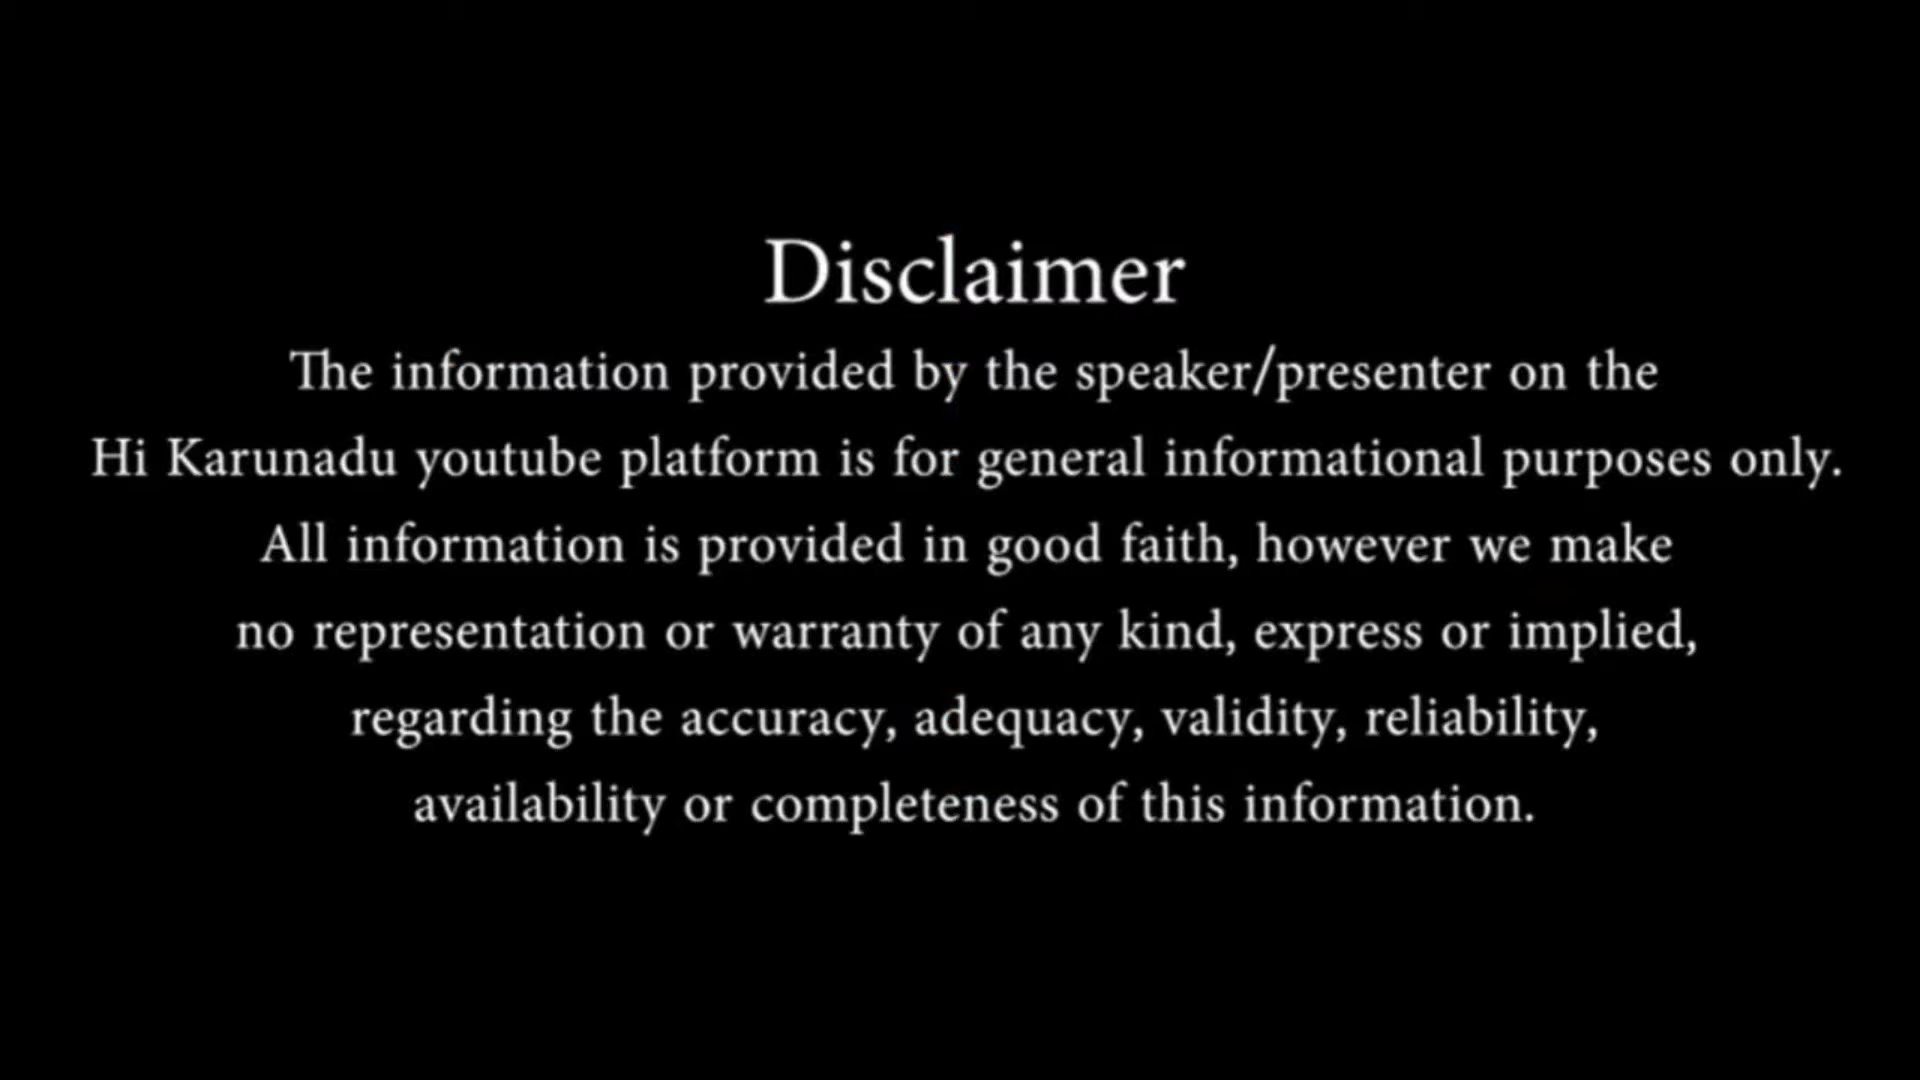 Disclaimer
The information provided by the speaker/presenter on the
Hi Karunadu youtube platform is for general informational purposes only.
All information is provided in good faith, however we make
no representation or warranty of any kind, express or implied,
regarding the accuracy, adequacy, validity, reliability,
availability or completeness of this information.